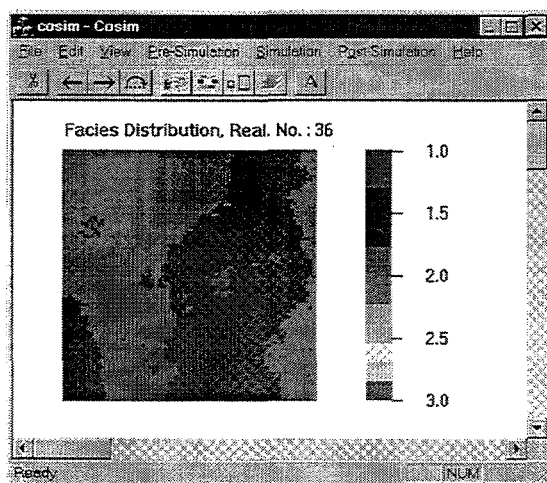 cosim - Cosim
File Edit View Pre-Simulation Simulation Post-Simulation Help
A
Facies Distribution, Real. No. : 36
1.0
1.5
2.0
2.5
3.0
Ready
NUM